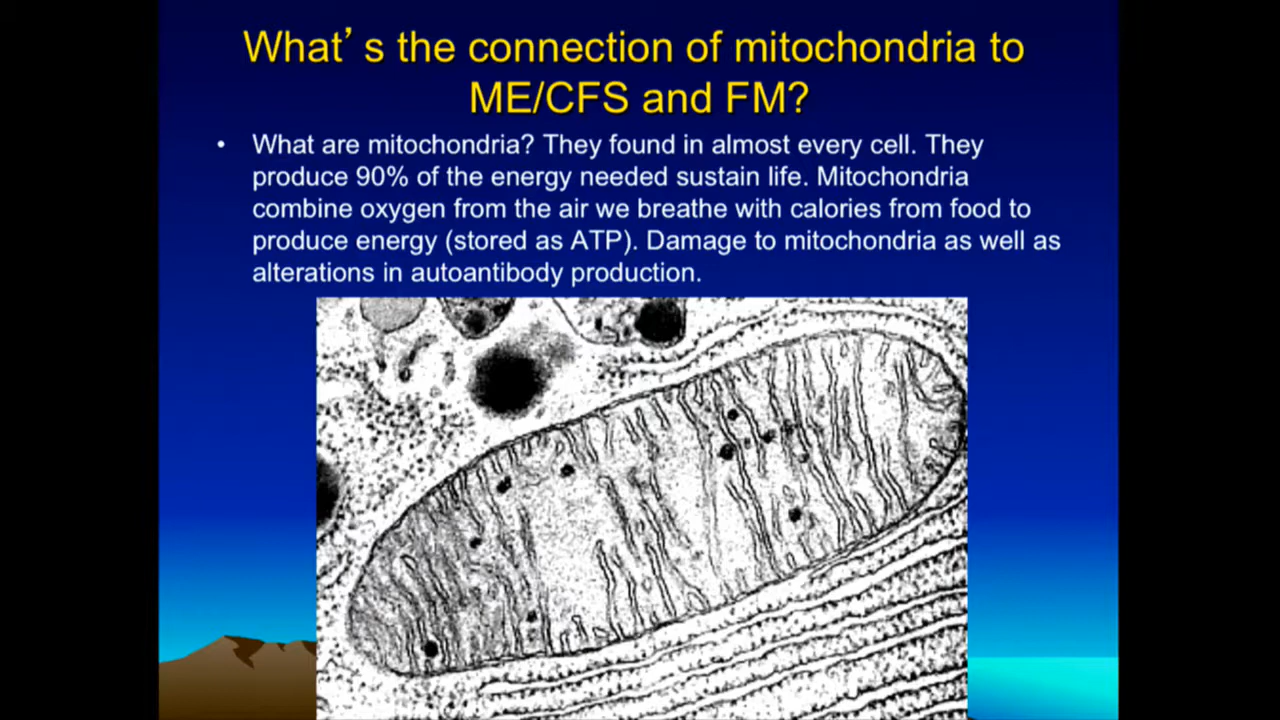 What's the connection of mitochondria to
ME/CFS and FM?
• What are mitochondria? They found in almost every cell. They
produce 90% of the energy needed sustain life. Mitochondria
combine oxygen from the air we breathe with calories from food to
produce energy (stored as ATP). Damage to mitochondria as well as
alterations in autoantibody production.